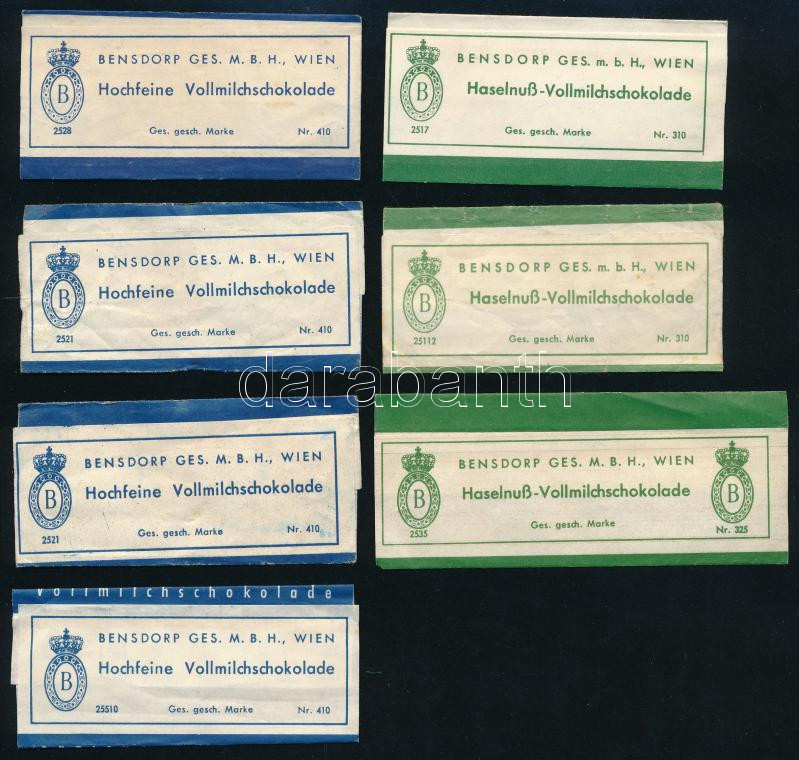 BENSDORP GES. M. B. H., WIEN
Hochfeine Vollmilchschokolade
B
2528 Ges. gesch. Marke Nr. 410
BENSDORP GES. m. b. H., WIEN
Haselnuß-Vollmilchschokolade
B
2517 Ges. gesch. Marke Nr. 310
BENSDORP GES. M. B. H., WIEN
Hochfeine Vollmilchschokolade
B
2521 Ges. gesch. Marke Nr. 410
BENSDORP GES. m. b. H., WIEN
Haselnuß-Vollmilchschokolade
B
25112 Ges. gesch. Marke Nr. 310
darabanth
BENSDORP GES. M. B. H., WIEN
Hochfeine Vollmilchschokolade
B
2521 Ges. gesch. Marke Nr. 410
BENSDORP GES. M. B. H., WIEN
Haselnuß-Vollmilchschokolade
B B
2535 Ges. gesch. Marke Nr. 325
Vollmilchschokolade
BENSDORP GES. M. B. H., WIEN
Hochfeine Vollmilchschokolade
B
25510 Ges. gesch. Marke Nr. 410